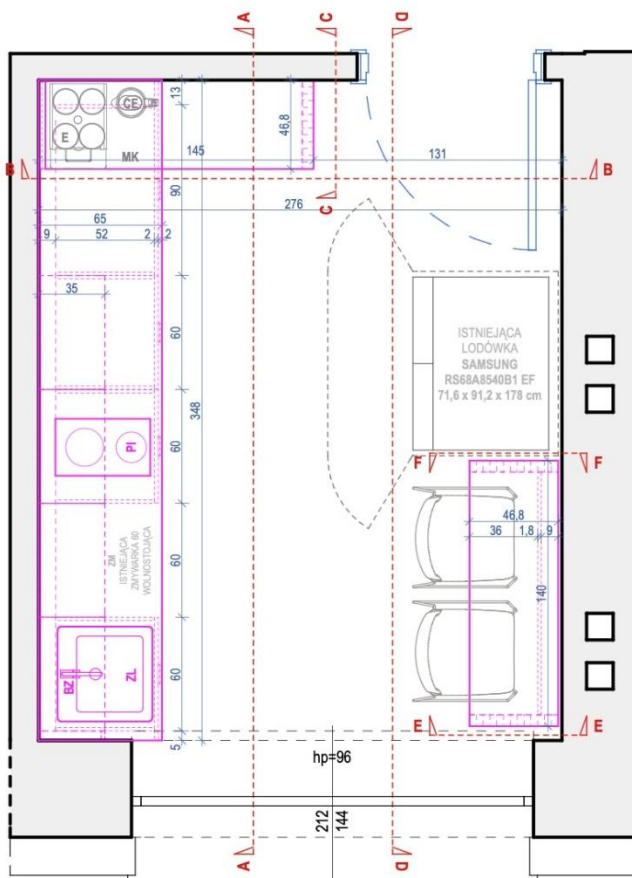 A
C
D
13
46,8
CE
E
MK
145
131
B
B
90
C
276
65
9
52
2
2
35
60
348
ISTNIEJĄCA
LODÓWKA
SAMSUNG
RS68A8540B1 EF
71,6 x 91,2 x 178 cm
60
PI
F
F
46,8
36
1,8
9
60
ZM
ISTNIEJĄCA
ZMYWARKA 60
WOLNOSTOJĄCA
140
60
BZ
ZL
E
E
5
hp=96
212
144
A
D